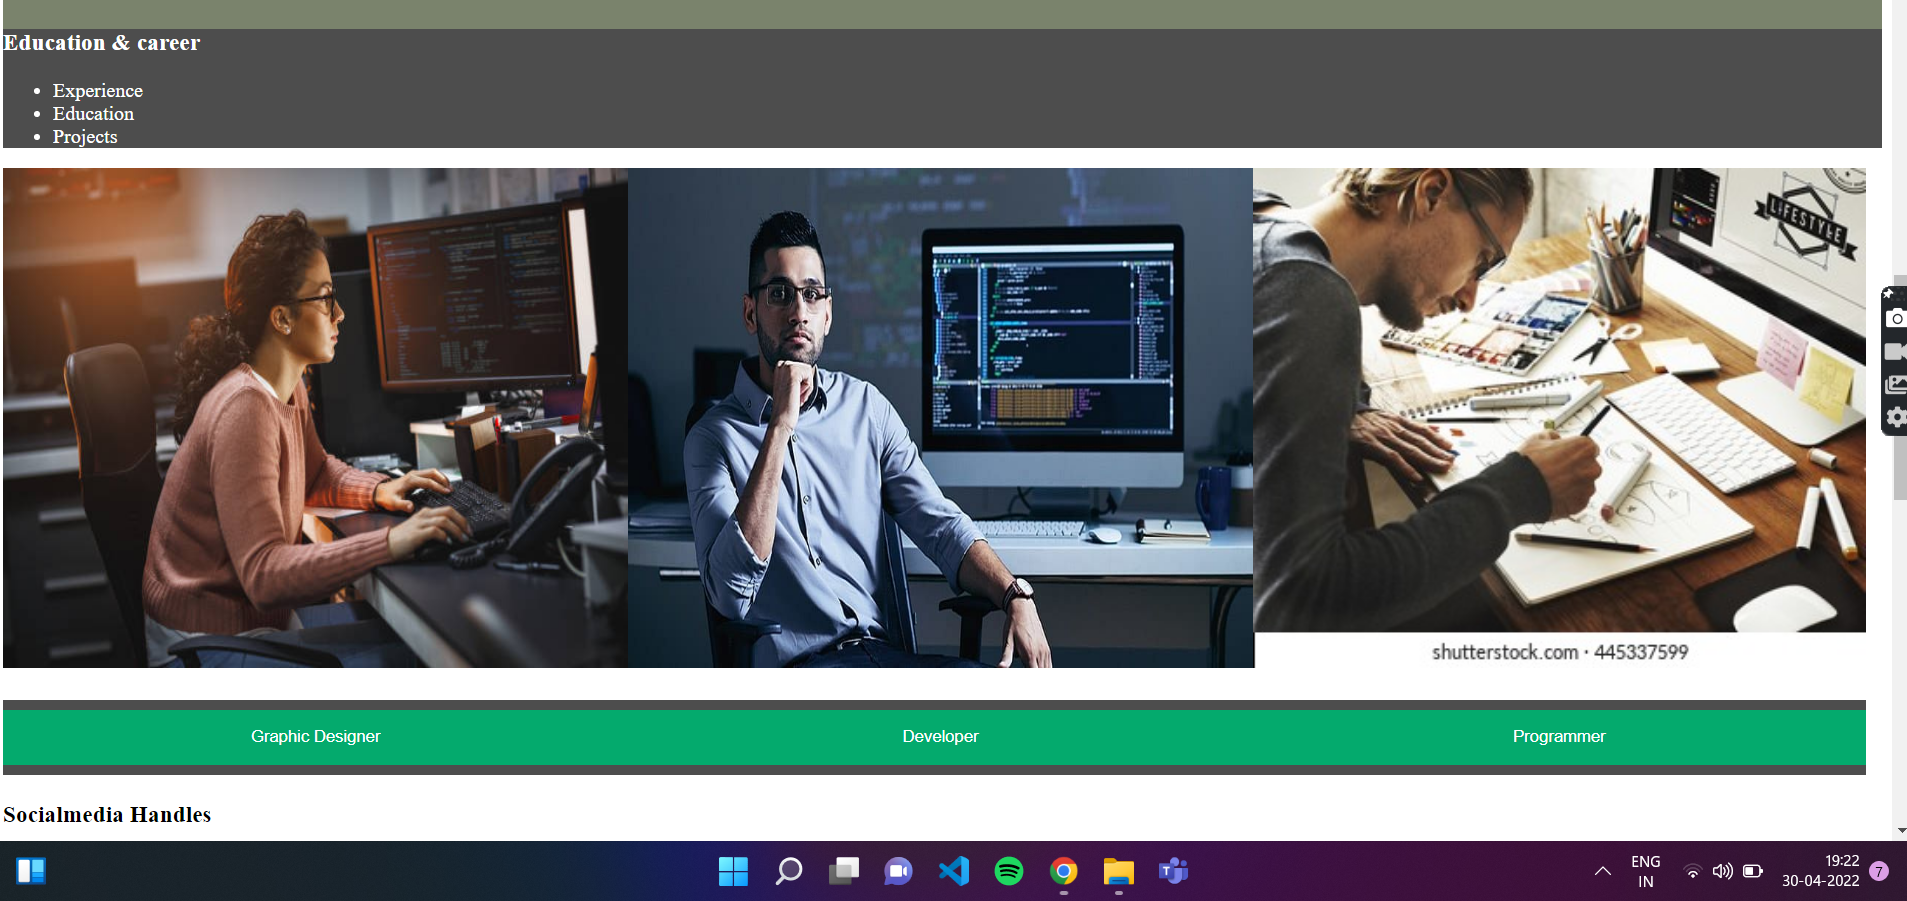 Education & career
Experience
Education
Projects
LIFESTYLE
shutterstock.com · 445337599
Graphic Designer
Developer
Programmer
Socialmedia Handles
ENG
IN
19:22
30-04-2022
7